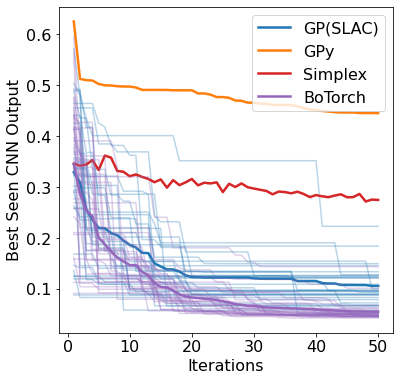 Best Seen CNN Output
0.6
0.5
0.4
0.3
0.2
0.1
GP(SLAC)
GPy
Simplex
BoTorch
0 10 20 30 40 50
Iterations